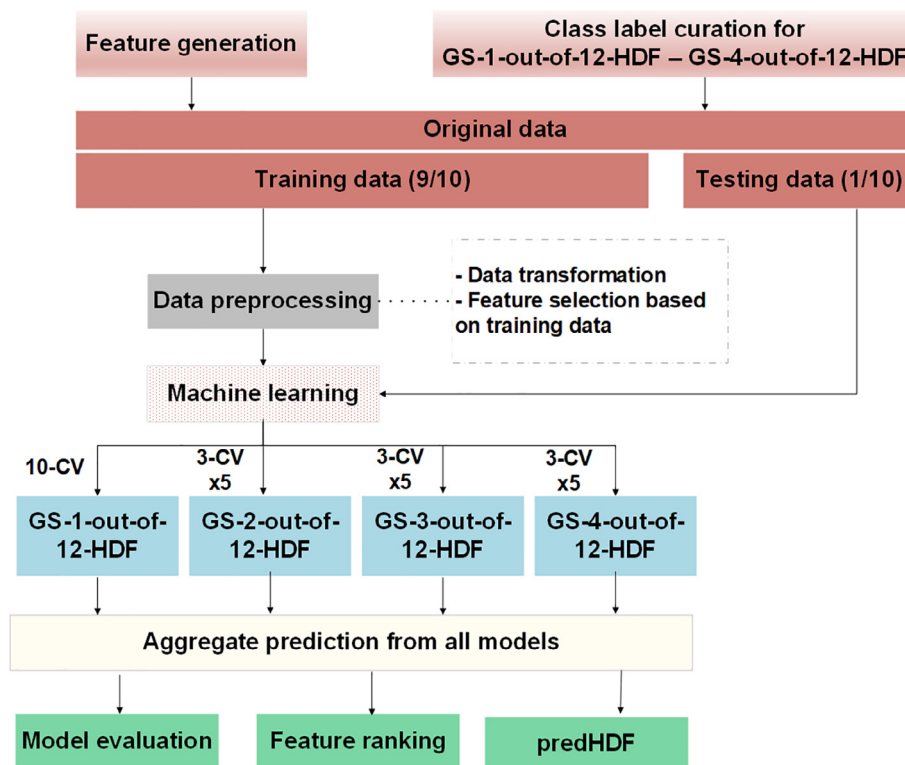 Feature generation
Class label curation for
GS-1-out-of-12-HDF – GS-4-out-of-12-HDF
Original data
Training data (9/10)
Testing data (1/10)
Data preprocessing
- Data transformation
- Feature selection based
on training data
Machine learning
10-CV
3-CV
x5
3-CV
x5
3-CV
x5
GS-1-out-of-
12-HDF
GS-2-out-of-
12-HDF
GS-3-out-of-
12-HDF
GS-4-out-of-
12-HDF
Aggregate prediction from all models
Model evaluation
Feature ranking
predHDF